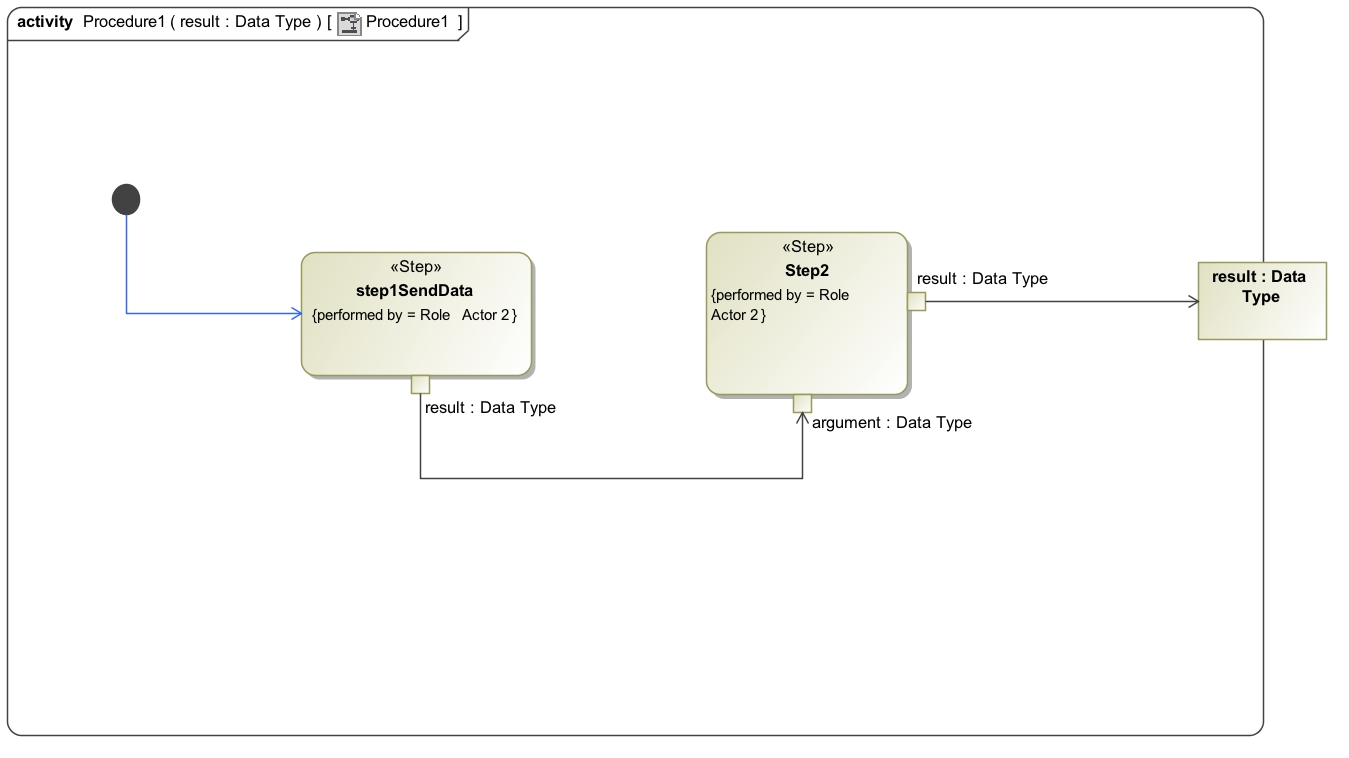 activity Procedure1 ( result : Data Type ) [ Procedure1 ]
«Step»
step1SendData
{performed by = Role Actor 2}
result : Data Type
«Step»
Step2
{performed by = Role
Actor 2}
result : Data Type
argument : Data Type
result : Data
Type